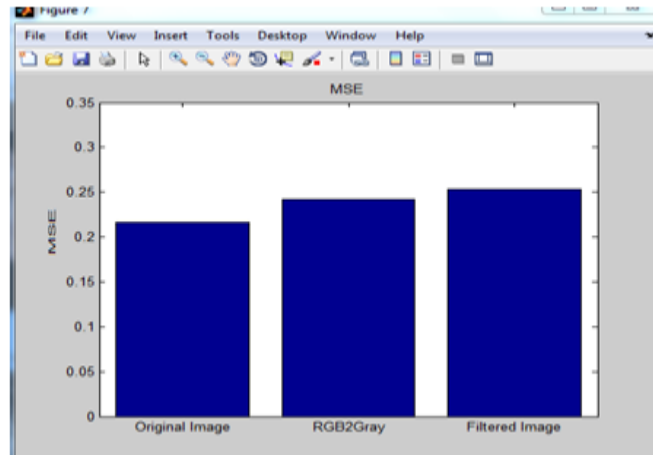 Figure 7
File Edit View Insert Tools Desktop Window Help
MSE
0.35
0.3
0.25
0.2
0.15
0.1
0.05
0
MSE
Original Image RGB2Gray Filtered Image